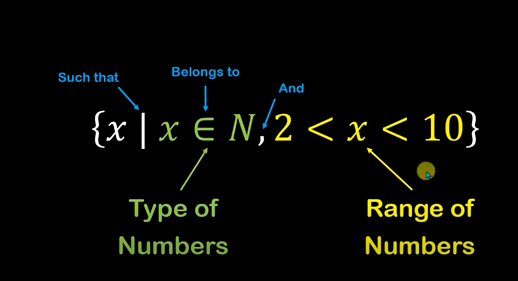 Such that
Belongs to
And
{x | x ∈ N, 2 < x < 10}
Type of
Numbers
Range of
Numbers